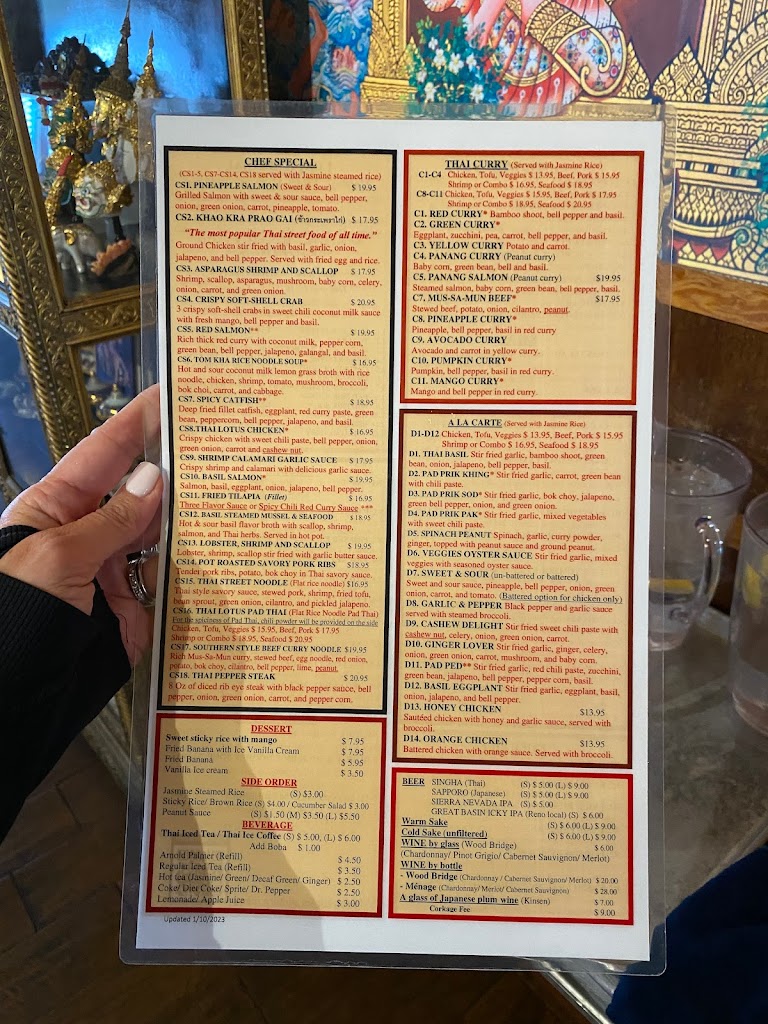 CHEF SPECIAL
(CS1-5, CS7-CS14, CS18 served with Jasmine steamed rice)
CS1. PINEAPPLE SALMON (Sweet & Sour) $ 19.95
Grilled Salmon with sweet & sour sauce, bell pepper,
onion, green onion, carrot, pineapple, tomato.
CS2. KHAO KRA PRAO GAI (ข้าวกระเพราไก่) $ 17.95
"The most popular Thai street food of all time."
Ground Chicken stir fried with basil, garlic, onion,
jalapeno, and bell pepper. Served with fried egg and rice.
CS3. ASPARAGUS SHRIMP AND SCALLOP $ 17.95
Shrimp, scallop, asparagus, mushroom, baby corn, celery,
onion, carrot, and green onion.
CS4. CRISPY SOFT-SHELL CRAB $ 20.95
3 crispy soft-shell crabs in sweet chili coconut milk sauce
with fresh mango, bell pepper and basil.
CS5. RED SALMON** $ 19.95
Rich thick red curry with coconut milk, pepper corn,
green bean, bell pepper, jalapeno, galangal, and basil.
CS6. TOM KHA RICE NOODLE SOUP* $ 16.95
Hot and sour coconut milk lemon grass broth with rice
noodle, chicken, shrimp, tomato, mushroom, broccoli,
bok choi, carrot, and cabbage.
CS7. SPICY CATFISH** $ 18.95
Deep fried fillet catfish, eggplant, red curry paste, green
bean, peppercorn, bell pepper, jalapeno, and basil.
CS8.THAI LOTUS CHICKEN* $ 16.95
Crispy chicken with sweet chili paste, bell pepper, onion,
green onion, carrot and cashew nut.
CS9. SHRIMP CALAMARI GARLIC SAUCE $ 17.95
Crispy shrimp and calamari with delicious garlic sauce.
CS10. BASIL SALMON* $ 19.95
Salmon, basil, eggplant, onion, jalapeno, bell pepper.
CS11. FRIED TILAPIA (Fillet) $ 16.95
Three Flavor Sauce or Spicy Chili Red Curry Sauce ***
CS12. BASIL STEAMED MUSSEL & SEAFOOD $ 18.95
Hot & sour basil flavor broth with scallop, shrimp,
salmon, and Thai herbs. Served in hot pot.
CS13. LOBSTER, SHRIMP AND SCALLOP $ 19.95
Lobster, shrimp, scallop stir fried with garlic butter sauce.
CS14. POT ROASTED SAVORY PORK RIBS $18.95
Tender pork ribs, potato, bok choy in Thai savory sauce.
CS15. THAI STREET NOODLE (Flat rice noodle) $16.95
Thai style savory sauce, stewed pork, shrimp, fried tofu,
bean sprout, green onion, cilantro, and pickled jalapeno.
CS16. THAI LOTUS PAD THAI (Flat Rice Noodle Pad Thai)
For the spiciness of Pad Thai, chili powder will be provided on the side
Chicken, Tofu, Veggies $ 15.95, Beef, Pork $ 17.95
Shrimp or Combo $ 18.95, Seafood $ 20.95
CS17. SOUTHERN STYLE BEEF CURRY NOODLE $19.95
Rich Mus-Sa-Mun curry, stewed beef, egg noodle, red onion,
potato, bok choy, cilantro, bell pepper, lime, peanut.
CS18. THAI PEPPER STEAK $ 20.95
8 Oz of diced rib eye steak with black pepper sauce, bell
pepper, onion, green onion, carrot, and pepper corn.
DESSERT
Sweet sticky rice with mango $ 7.95
Fried Banana with Ice Vanilla Cream $ 7.95
Fried Banana $ 5.95
Vanilla Ice cream $ 3.50
SIDE ORDER
Jasmine Steamed Rice (S) $3.00
Sticky Rice/ Brown Rice (S) $4.00 / Cucumber Salad $ 3.00
Peanut Sauce (S) $1.50 (M) $3.50 (L) $5.50
BEVERAGE
Thai Iced Tea / Thai Ice Coffee (S) $ 5.00, (L) $ 6.00
Add Boba $ 1.00
Arnold Palmer (Refill) $ 4.50
Regular Iced Tea (Refill) $ 3.50
Hot tea (Jasmine/ Green/ Decaf Green/ Ginger) $ 2.50
Coke/ Diet Coke/ Sprite/ Dr. Pepper $ 2.50
Lemonade/ Apple Juice $ 3.00
Updated 1/10/2023
THAI CURRY (Served with Jasmine Rice)
C1-C4 Chicken, Tofu, Veggies $ 13.95, Beef, Pork $ 15.95
Shrimp or Combo $ 16.95, Seafood $ 18.95
C8-C11 Chicken, Tofu, Veggies $ 15.95, Beef, Pork $ 17.95
Shrimp or Combo $ 18.95, Seafood $ 20.95
C1. RED CURRY* Bamboo shoot, bell pepper and basil.
C2. GREEN CURRY*
Eggplant, zucchini, pea, carrot, bell pepper, and basil.
C3. YELLOW CURRY Potato and carrot.
C4. PANANG CURRY (Peanut curry)
Baby corn, green bean, bell and basil.
C5. PANANG SALMON (Peanut curry) $19.95
Steamed salmon, baby corn, green bean, bell pepper, basil.
C7. MUS-SA-MUN BEEF* $17.95
Stewed beef, potato, onion, cilantro, peanut.
C8. PINEAPPLE CURRY*
Pineapple, bell pepper, basil in red curry
C9. AVOCADO CURRY
Avocado and carrot in yellow curry.
C10. PUMPKIN CURRY*
Pumpkin, bell pepper, basil in red curry.
C11. MANGO CURRY*
Mango and bell pepper in red curry.
A LA CARTE (Served with Jasmine Rice)
D1-D12 Chicken, Tofu, Veggies $ 13.95, Beef, Pork $ 15.95
Shrimp or Combo $ 16.95, Seafood $ 18.95
D1. THAI BASIL Stir fried garlic, bamboo shoot, green
bean, onion, jalapeno, bell pepper, basil.
D2. PAD PRIK KHING* Stir fried garlic, carrot, green bean
with chili paste.
D3. PAD PRIK SOD* Stir fried garlic, bok choy, jalapeno,
green bell pepper, onion, and green onion.
D4. PAD PRIK PAK* Stir fried garlic, mixed vegetables
with sweet chili paste.
D5. SPINACH PEANUT Spinach, garlic, curry powder,
ginger, topped with peanut sauce and ground peanut.
D6. VEGGIES OYSTER SAUCE Stir fried garlic, mixed
veggies with seasoned oyster sauce.
D7. SWEET & SOUR (un-battered or battered)
Sweet and sour sauce, pineapple, bell pepper, onion, green
onion, carrot, and tomato. (Battered option for chicken only)
D8. GARLIC & PEPPER Black pepper and garlic sauce
served with steamed broccoli.
D9. CASHEW DELIGHT Stir fried sweet chili paste with
cashew nut, celery, onion, green onion, carrot.
D10. GINGER LOVER Stir fried garlic, ginger, celery,
onion, green onion, carrot, mushroom, and baby corn.
D11. PAD PED** Stir fried garlic, red chili paste, zucchini,
green bean, jalapeno, bell pepper, pepper corn, basil.
D12. BASIL EGGPLANT Stir fried garlic, eggplant, basil,
onion, jalapeno, and bell pepper.
D13. HONEY CHICKEN $13.95
Sautéed chicken with honey and garlic sauce, served with
broccoli.
D14. ORANGE CHICKEN $13.95
Battered chicken with orange sauce. Served with broccoli.
BEER SINGHA (Thai) (S) $ 5.00 (L) $ 9.00
SAPPORO (Japanese) (S) $ 5.00 (L) $ 9.00
SIERRA NEVADA IPA (S) $ 5.00
GREAT BASIN ICKY IPA (Reno local) (S) $ 6.00
Warm Sake (S) $ 6.00 (L) $ 9.00
Cold Sake (unfiltered) (S) $ 6.00 (L) $ 9.00
WINE by glass (Wood Bridge) $ 6.00
(Chardonnay/ Pinot Grigio/ Cabernet Sauvignon/ Merlot)
WINE by bottle
- Wood Bridge (Chardonnay / Cabernet Sauvignon/ Merlot) $ 20.00
- Ménage (Chardonnay/ Merlot/ Cabernet Sauvignon) $ 28.00
A glass of Japanese plum wine (Kinsen) $ 7.00
Corkage Fee $ 9.00